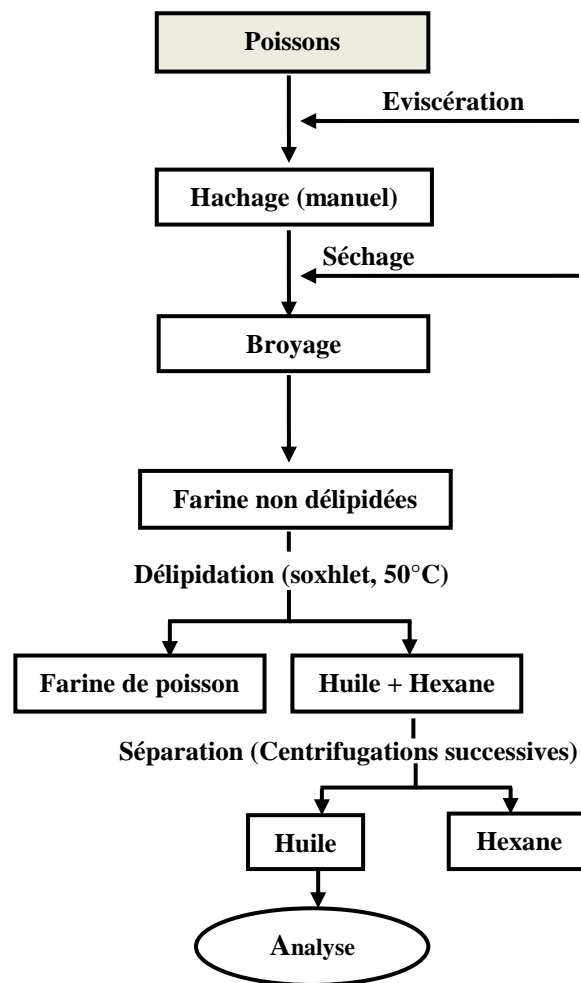 Poissons
Eviscération
Hachage (manuel)
Séchage
Broyage
Farine non délipidées
Délipidation (soxhlet, 50°C)
Farine de poisson
Huile + Hexane
Séparation (Centrifugations successives)
Huile
Hexane
Analyse